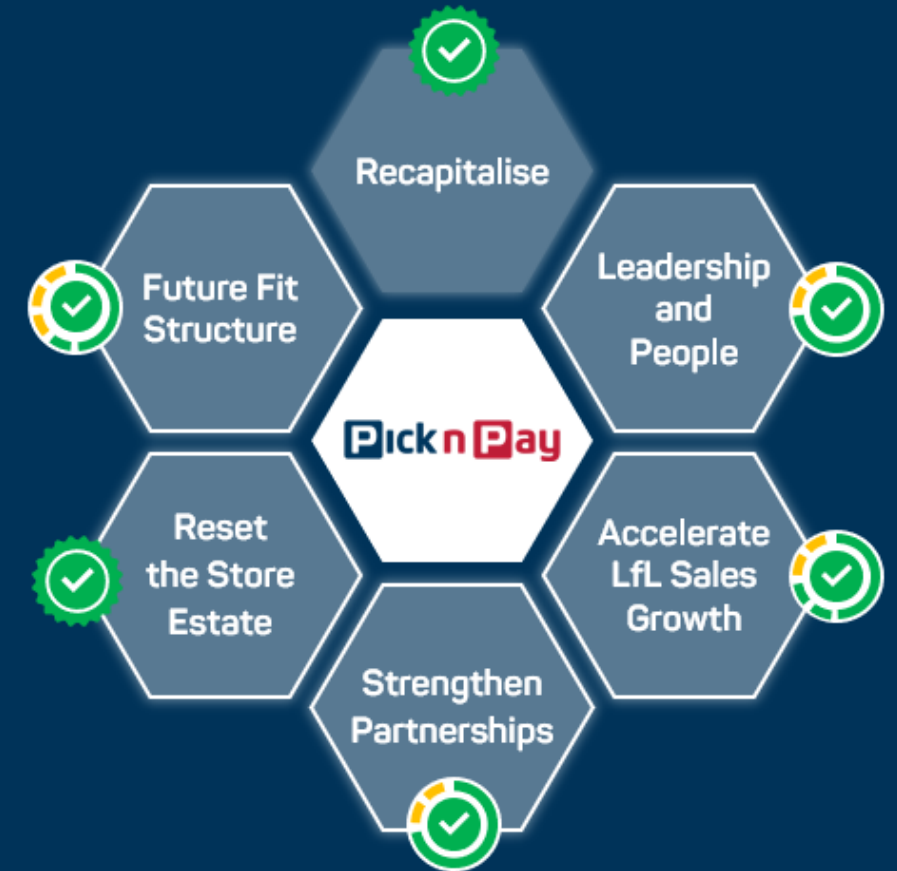 Recapitalise
Future Fit
Structure
Leadership
and
People
Pick n Pay
Reset
the Store
Estate
Accelerate
LfL Sales
Growth
Strengthen
Partnerships